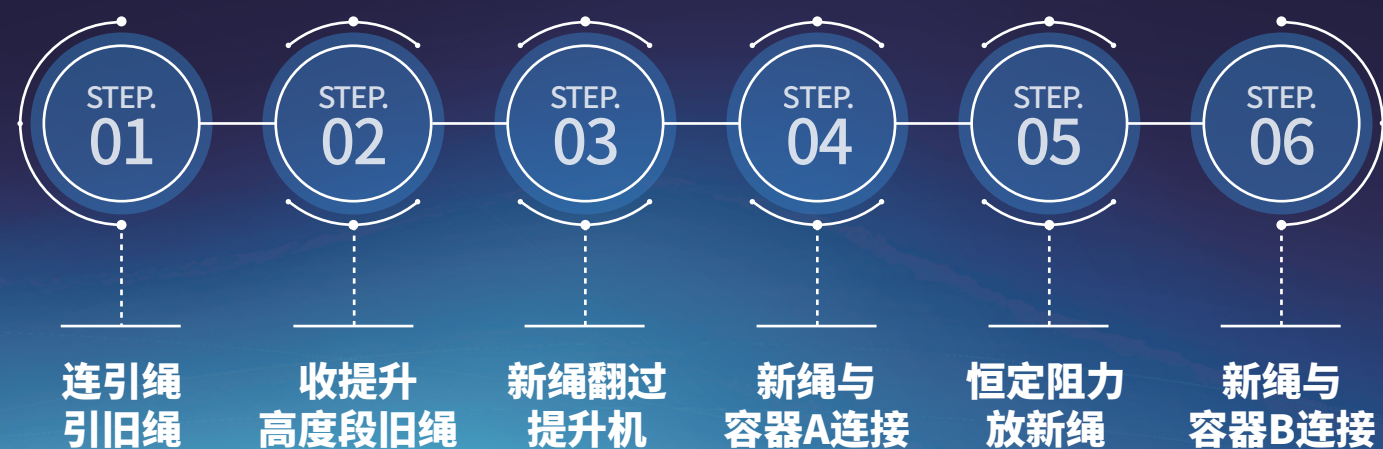 STEP.
01
STEP.
02
STEP.
03
STEP.
04
STEP.
05
STEP.
06
连引绳
引旧绳
收提升
高度段旧绳
新绳翻过
提升机
新绳与
容器A连接
恒定阻力
放新绳
新绳与
容器B连接